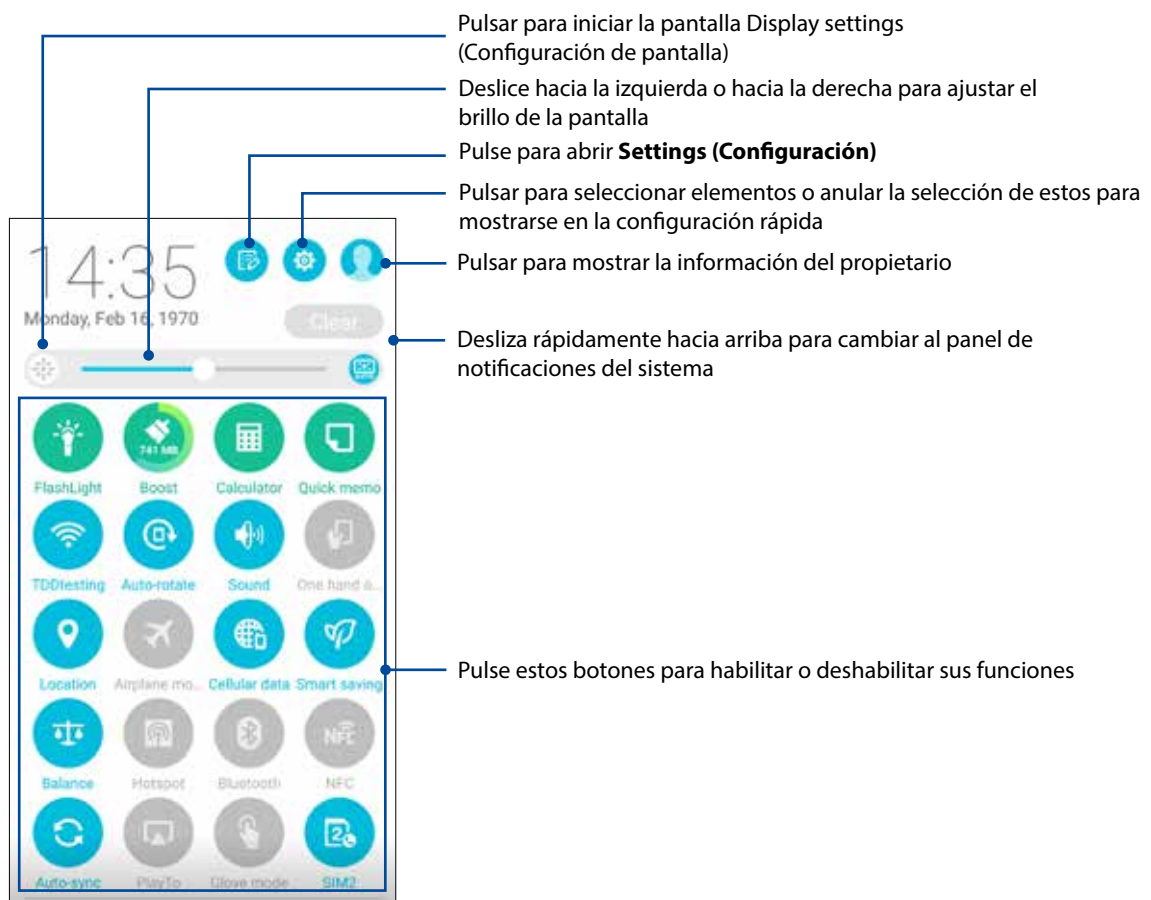 Pulsar para iniciar la pantalla Display settings
(Configuración de pantalla)
Deslice hacia la izquierda o hacia la derecha para ajustar el
brillo de la pantalla
Pulse para abrir Settings (Configuración)
Pulsar para seleccionar elementos o anular la selección de estos para
mostrarse en la configuración rápida
Pulsar para mostrar la información del propietario
Desliza rápidamente hacia arriba para cambiar al panel de
notificaciones del sistema
Pulse estos botones para habilitar o deshabilitar sus funciones
14:35
Monday, Feb 16, 1970
Clear
741 MB
FlashLight Boost Calculator Quick memo
TDDtesting Auto-rotate Sound One hand o...
Location Airplane mo... Cellular data Smart saving
NFC
Balance Hotspot Bluetooth NFC
2
Auto-sync PlayTo Glove mode SIM2